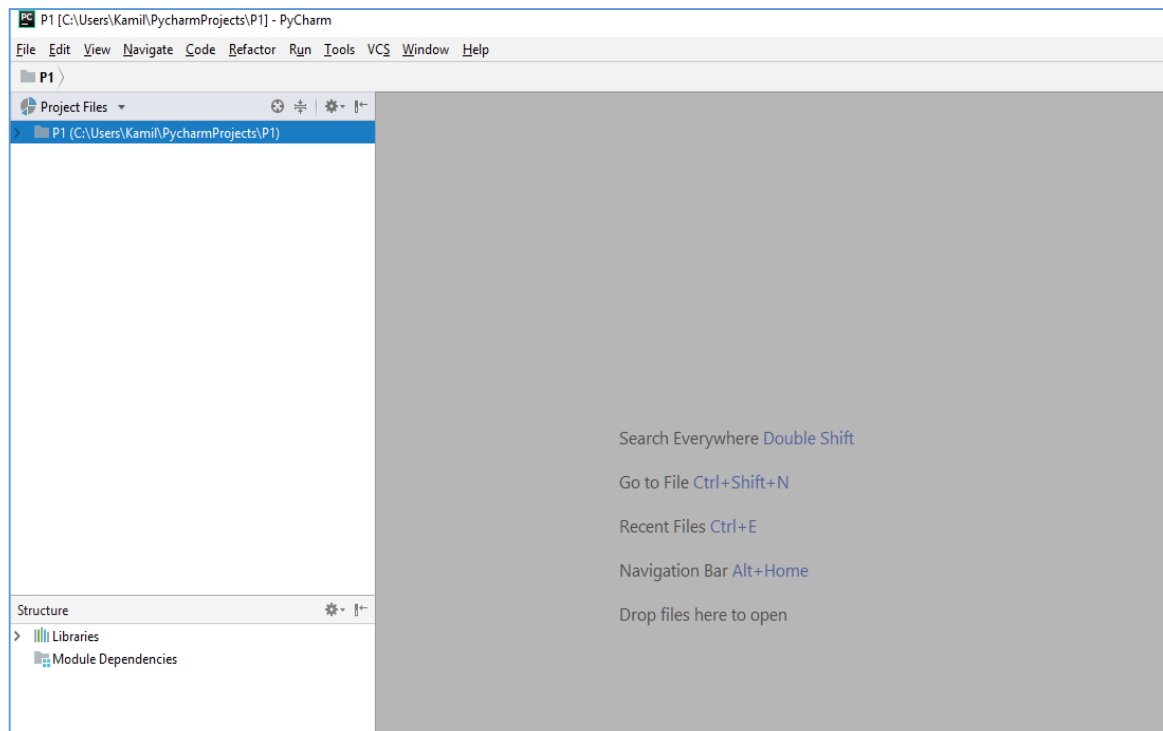 PC P1 [C:\Users\Kamil\PycharmProjects\P1] - PyCharm
File Edit View Navigate Code Refactor Run Tools VCS Window Help
P1
Project Files
P1 (C:\Users\Kamil\PycharmProjects\P1)
Search Everywhere Double Shift
Go to File Ctrl+Shift+N
Recent Files Ctrl+E
Navigation Bar Alt+Home
Drop files here to open
Structure
Libraries
Module Dependencies